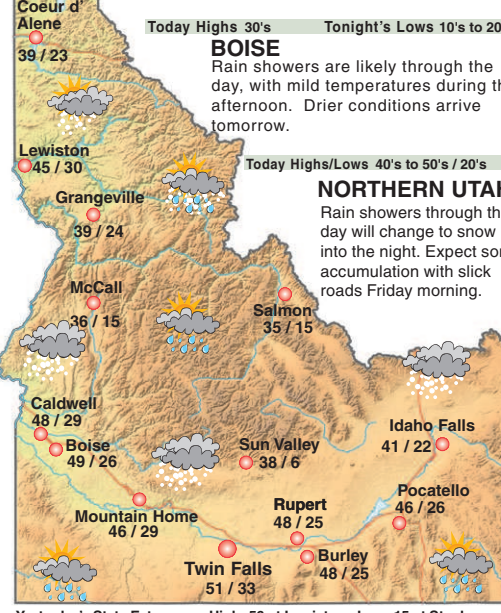 Coeur d'
Alene
39 / 23
Today Highs 30's Tonight's Lows 10's to 20
BOISE
Rain showers are likely through the
day, with mild temperatures during th
afternoon. Drier conditions arrive
tomorrow.
Today Highs/Lows 40's to 50's / 20's
NORTHERN UTAH
Rain showers through th
day will change to snow
into the night. Expect so
accumulation with slick
roads Friday morning.
Lewiston
45 / 30
Grangeville
39 / 24
McCall
36 / 15
Salmon
35 / 15
Caldwell
48 / 29
Boise
49 / 26
Sun Valley
38 / 6
Idaho Falls
41 / 22
Mountain Home
46 / 29
Rupert
48 / 25
Pocatello
46 / 26
Twin Falls
51 / 33
Burley
48 / 25